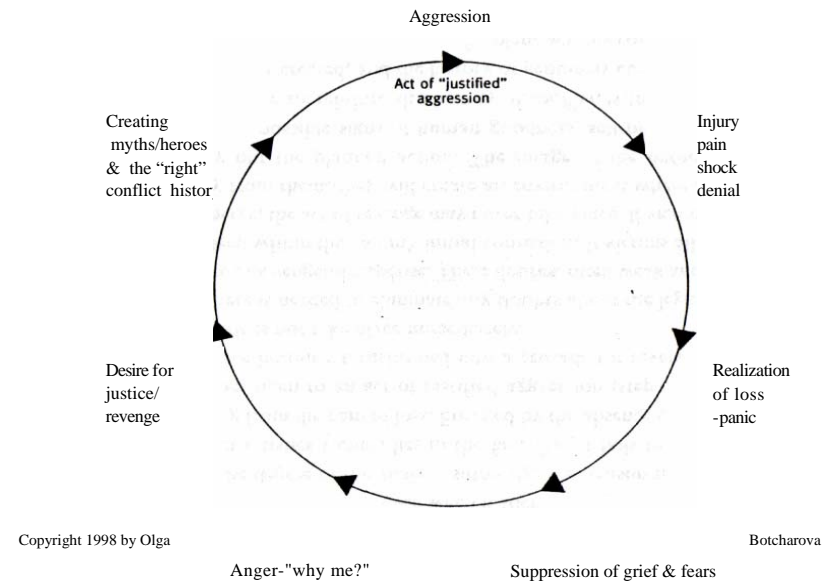 Aggression
Act of "justified"
aggression
Creating
myths/heroes
& the "right"
conflict histor
Injury
pain
shock
denial
Desire for
justice/
revenge
Realization
of loss
-panic
Copyright 1998 by Olga
Botcharova
Anger-"why me?"
Suppression of grief & fears